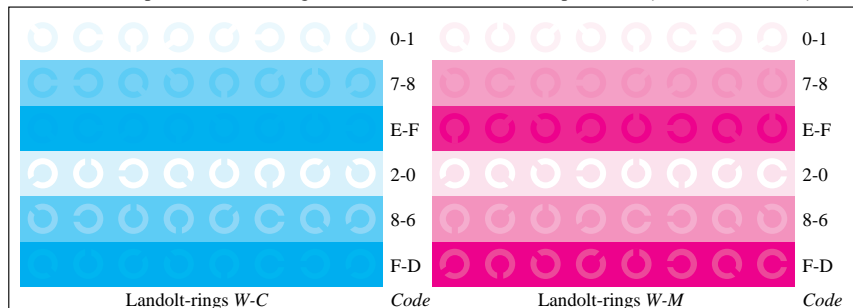 0-1 0-1
7-8 7-8
E-F E-F
2-0 2-0
8-6 8-6
F-D F-D
Landolt-rings W-C Code Landolt-rings W-M Code